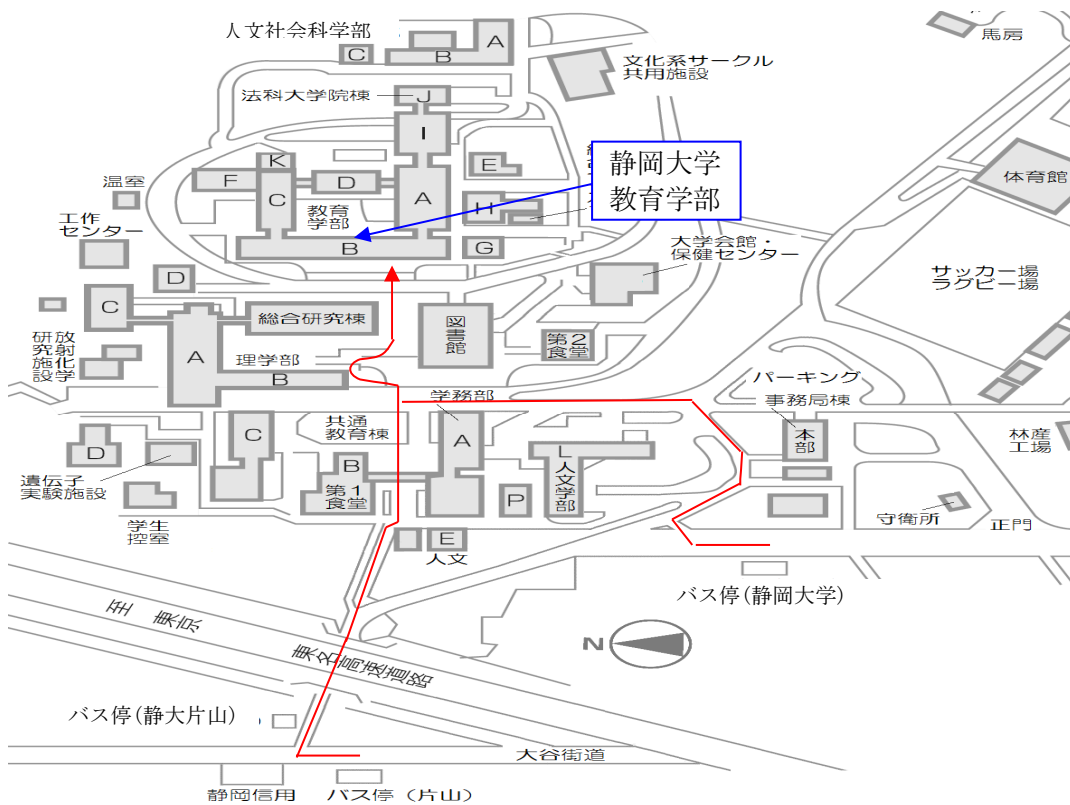 人文社会科学部
A
C
B
馬房
文化系サークル
共用施設
法科大学院棟
J
I
静岡大学
教育学部
K
E
体育館
F
D
温室
C
A
H
教育
学部
工作
センター
B
G
大学会館・
保健センター
D
サッカー場
ラグビー場
C
総合研究棟
図書館
第2
食堂
放射化学
研究施設
A
理学部
B
パーキング
学務部
事務局棟
共通
教育棟
C
A
本部
林産
工場
D
B
L
人文学部
遺伝子
実験施設
第1
食堂
P
守衛所
正門
学生
控室
E
人文
バス停(静岡大学)
至 東京
N
東名高速道路
バス停(静大片山)
大谷街道
静岡信用
バス停（片山）